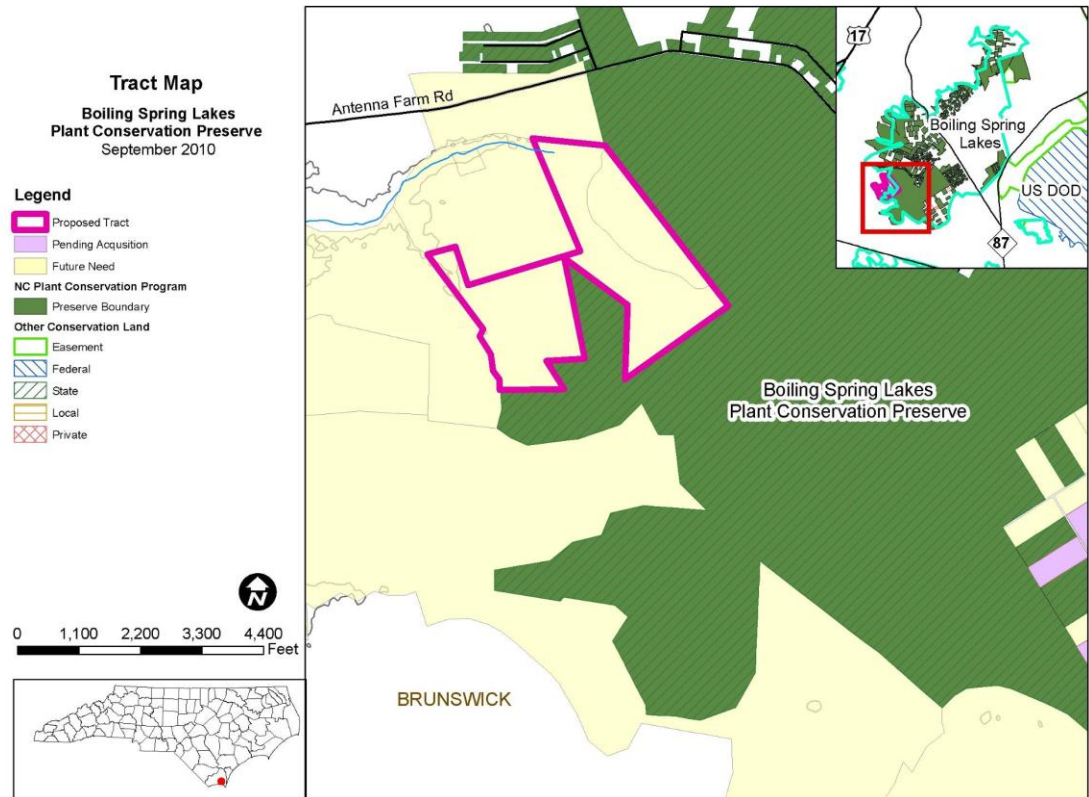 Tract Map
Boiling Spring Lakes
Plant Conservation Preserve
September 2010
Legend
Proposed Tract
Pending Acqusition
Future Need
NC Plant Conservation Program
Preserve Boundary
Other Conservation Land
Easement
Federal
State
Local
Private
N
0 1,100 2,200 3,300 4,400
Feet
Antenna Farm Rd
Boiling Spring Lakes
Plant Conservation Preserve
BRUNSWICK
17
Boiling Spring
Lakes
US DOD
87